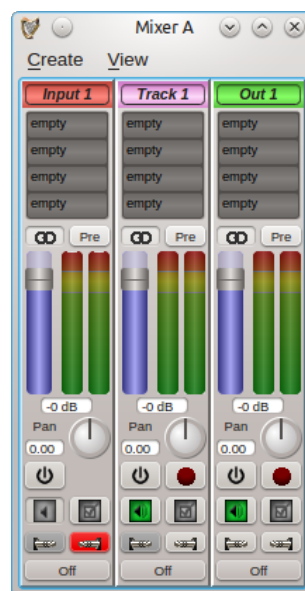 Mixer A
Create View
Input 1 Track 1 Out 1
empty empty empty
empty empty empty
empty empty empty
empty empty empty
Pre Pre Pre
-0 dB -0 dB -0 dB
Pan Pan Pan
0.00 0.00 0.00
Off Off Off